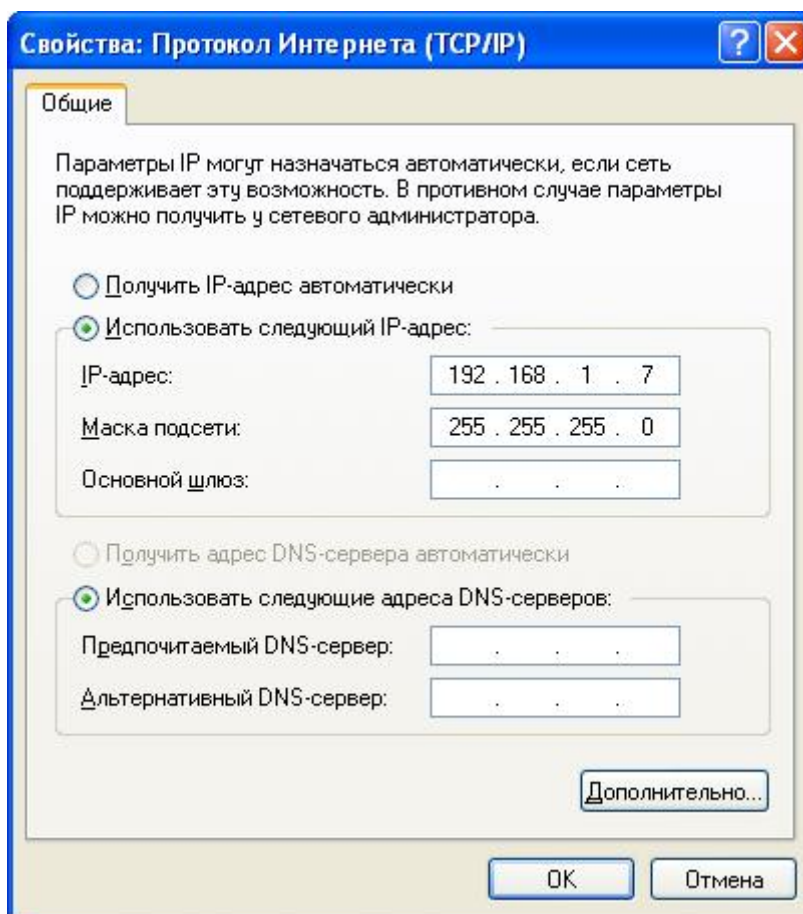 Свойства: Протокол Интернета (TCP/IP)
Общие
Параметры IP могут назначаться автоматически, если сеть
поддерживает эту возможность. В противном случае параметры
IP можно получить у сетевого администратора.
Получить IP-адрес автоматически
Использовать следующий IP-адрес:
IP-адрес: 192 . 168 . 1 . 7
Маска подсети: 255 . 255 . 255 . 0
Основной шлюз: . . .
Получить адрес DNS-сервера автоматически
Использовать следующие адреса DNS-серверов:
Предпочитаемый DNS-сервер: . . .
Альтернативный DNS-сервер: . . .
Дополнительно...
OK Отмена